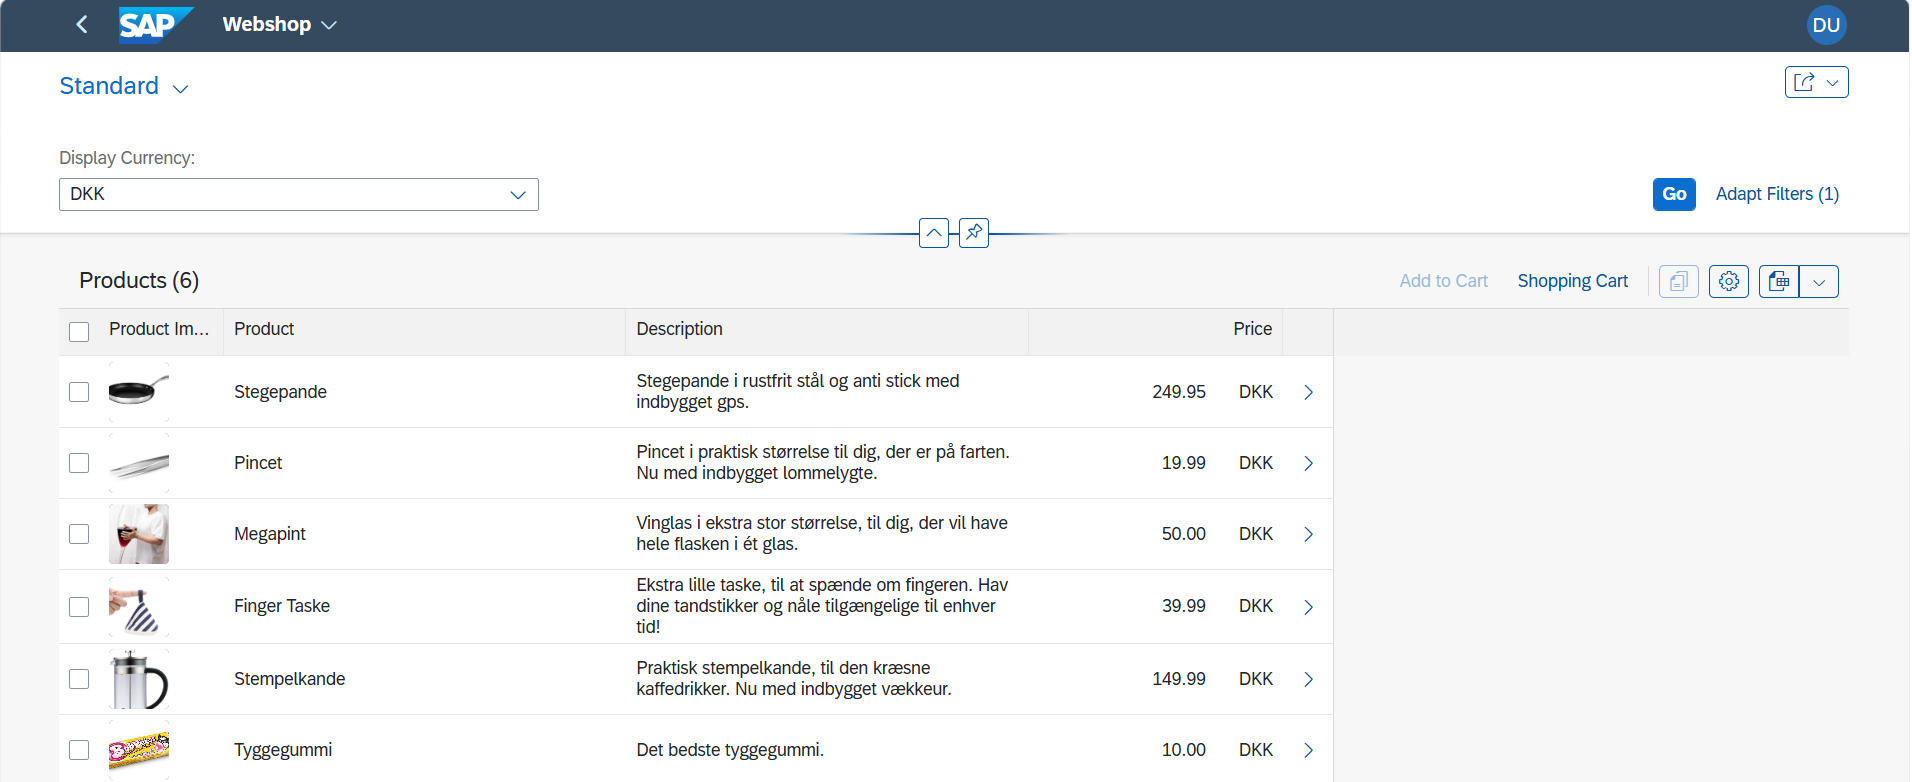 SAP Webshop DU
Standard
Display Currency:
DKK Go Adapt Filters (1)
Products (6) Add to Cart Shopping Cart
Product Im... Product Description Price
Stegepande Stegepande i rustfrit stål og anti stick med
indbygget gps. 249.95 DKK
Pincet Pincet i praktisk størrelse til dig, der er på farten.
Nu med indbygget lommelygte. 19.99 DKK
Megapint Vinglas i ekstra stor størrelse, til dig, der vil have
hele flasken i ét glas. 50.00 DKK
Finger Taske Ekstra lille taske, til at spænde om fingeren. Hav
dine tandstikker og nåle tilgængelige til enhver
tid! 39.99 DKK
Stempelkande Praktisk stempelkande, til den kræsne
kaffedrikker. Nu med indbygget vækkeur. 149.99 DKK
Tyggegummi Det bedste tyggegummi. 10.00 DKK